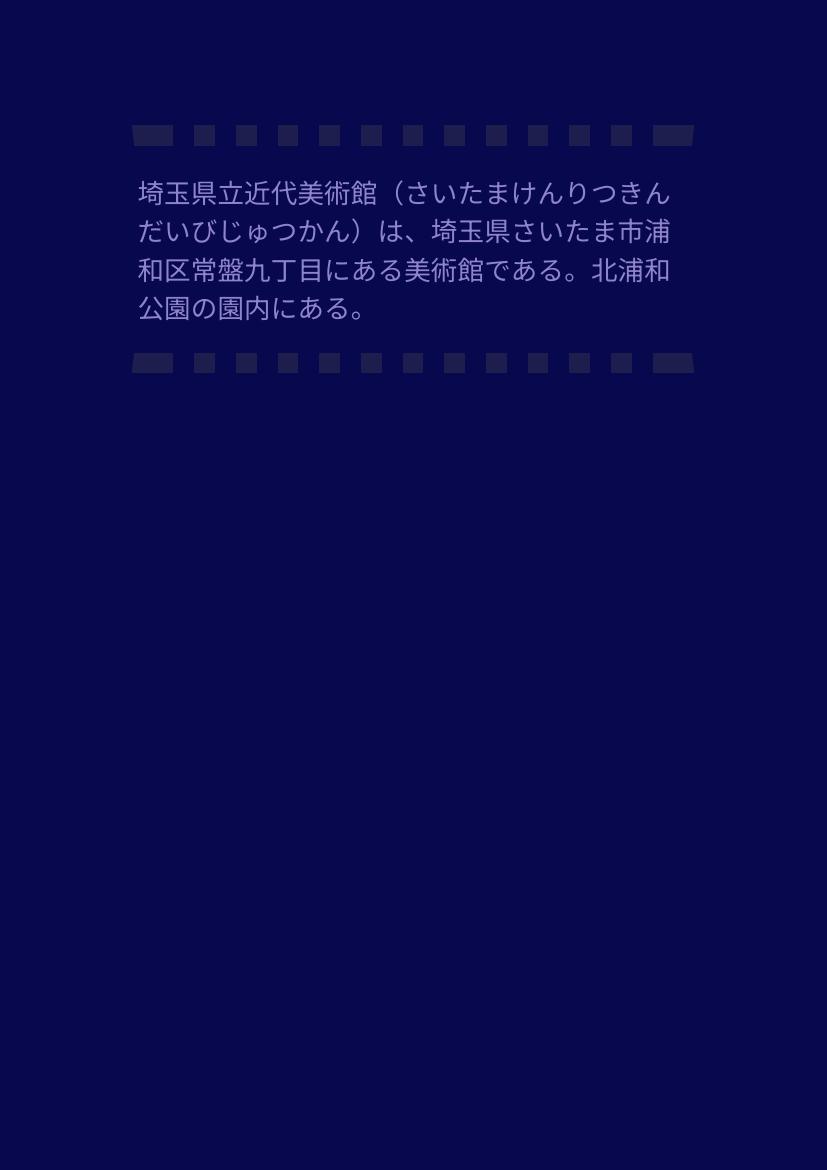 埼玉県立近代美術館（さいたまけんりつきん
だいびじゅつかん）は、埼玉県さいたま市浦
和区常盤九丁目にある美術館である。北浦和
公園の園内にある。